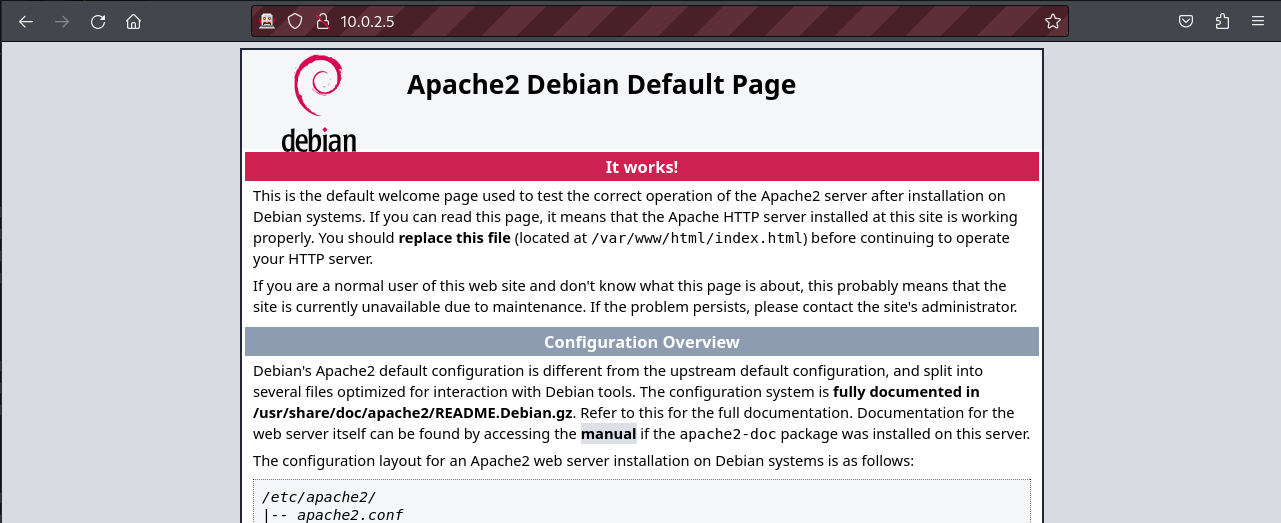 10.0.2.5
Apache2 Debian Default Page
debian
It works!
This is the default welcome page used to test the correct operation of the Apache2 server after installation on
Debian systems. If you can read this page, it means that the Apache HTTP server installed at this site is working
properly. You should replace this file (located at /var/www/html/index.html) before continuing to operate
your HTTP server.
If you are a normal user of this web site and don't know what this page is about, this probably means that the
site is currently unavailable due to maintenance. If the problem persists, please contact the site's administrator.
Configuration Overview
Debian's Apache2 default configuration is different from the upstream default configuration, and split into
several files optimized for interaction with Debian tools. The configuration system is fully documented in
/usr/share/doc/apache2/README.Debian.gz. Refer to this for the full documentation. Documentation for the
web server itself can be found by accessing the manual if the apache2-doc package was installed on this server.
The configuration layout for an Apache2 web server installation on Debian systems is as follows:
/etc/apache2/
|-- apache2.conf